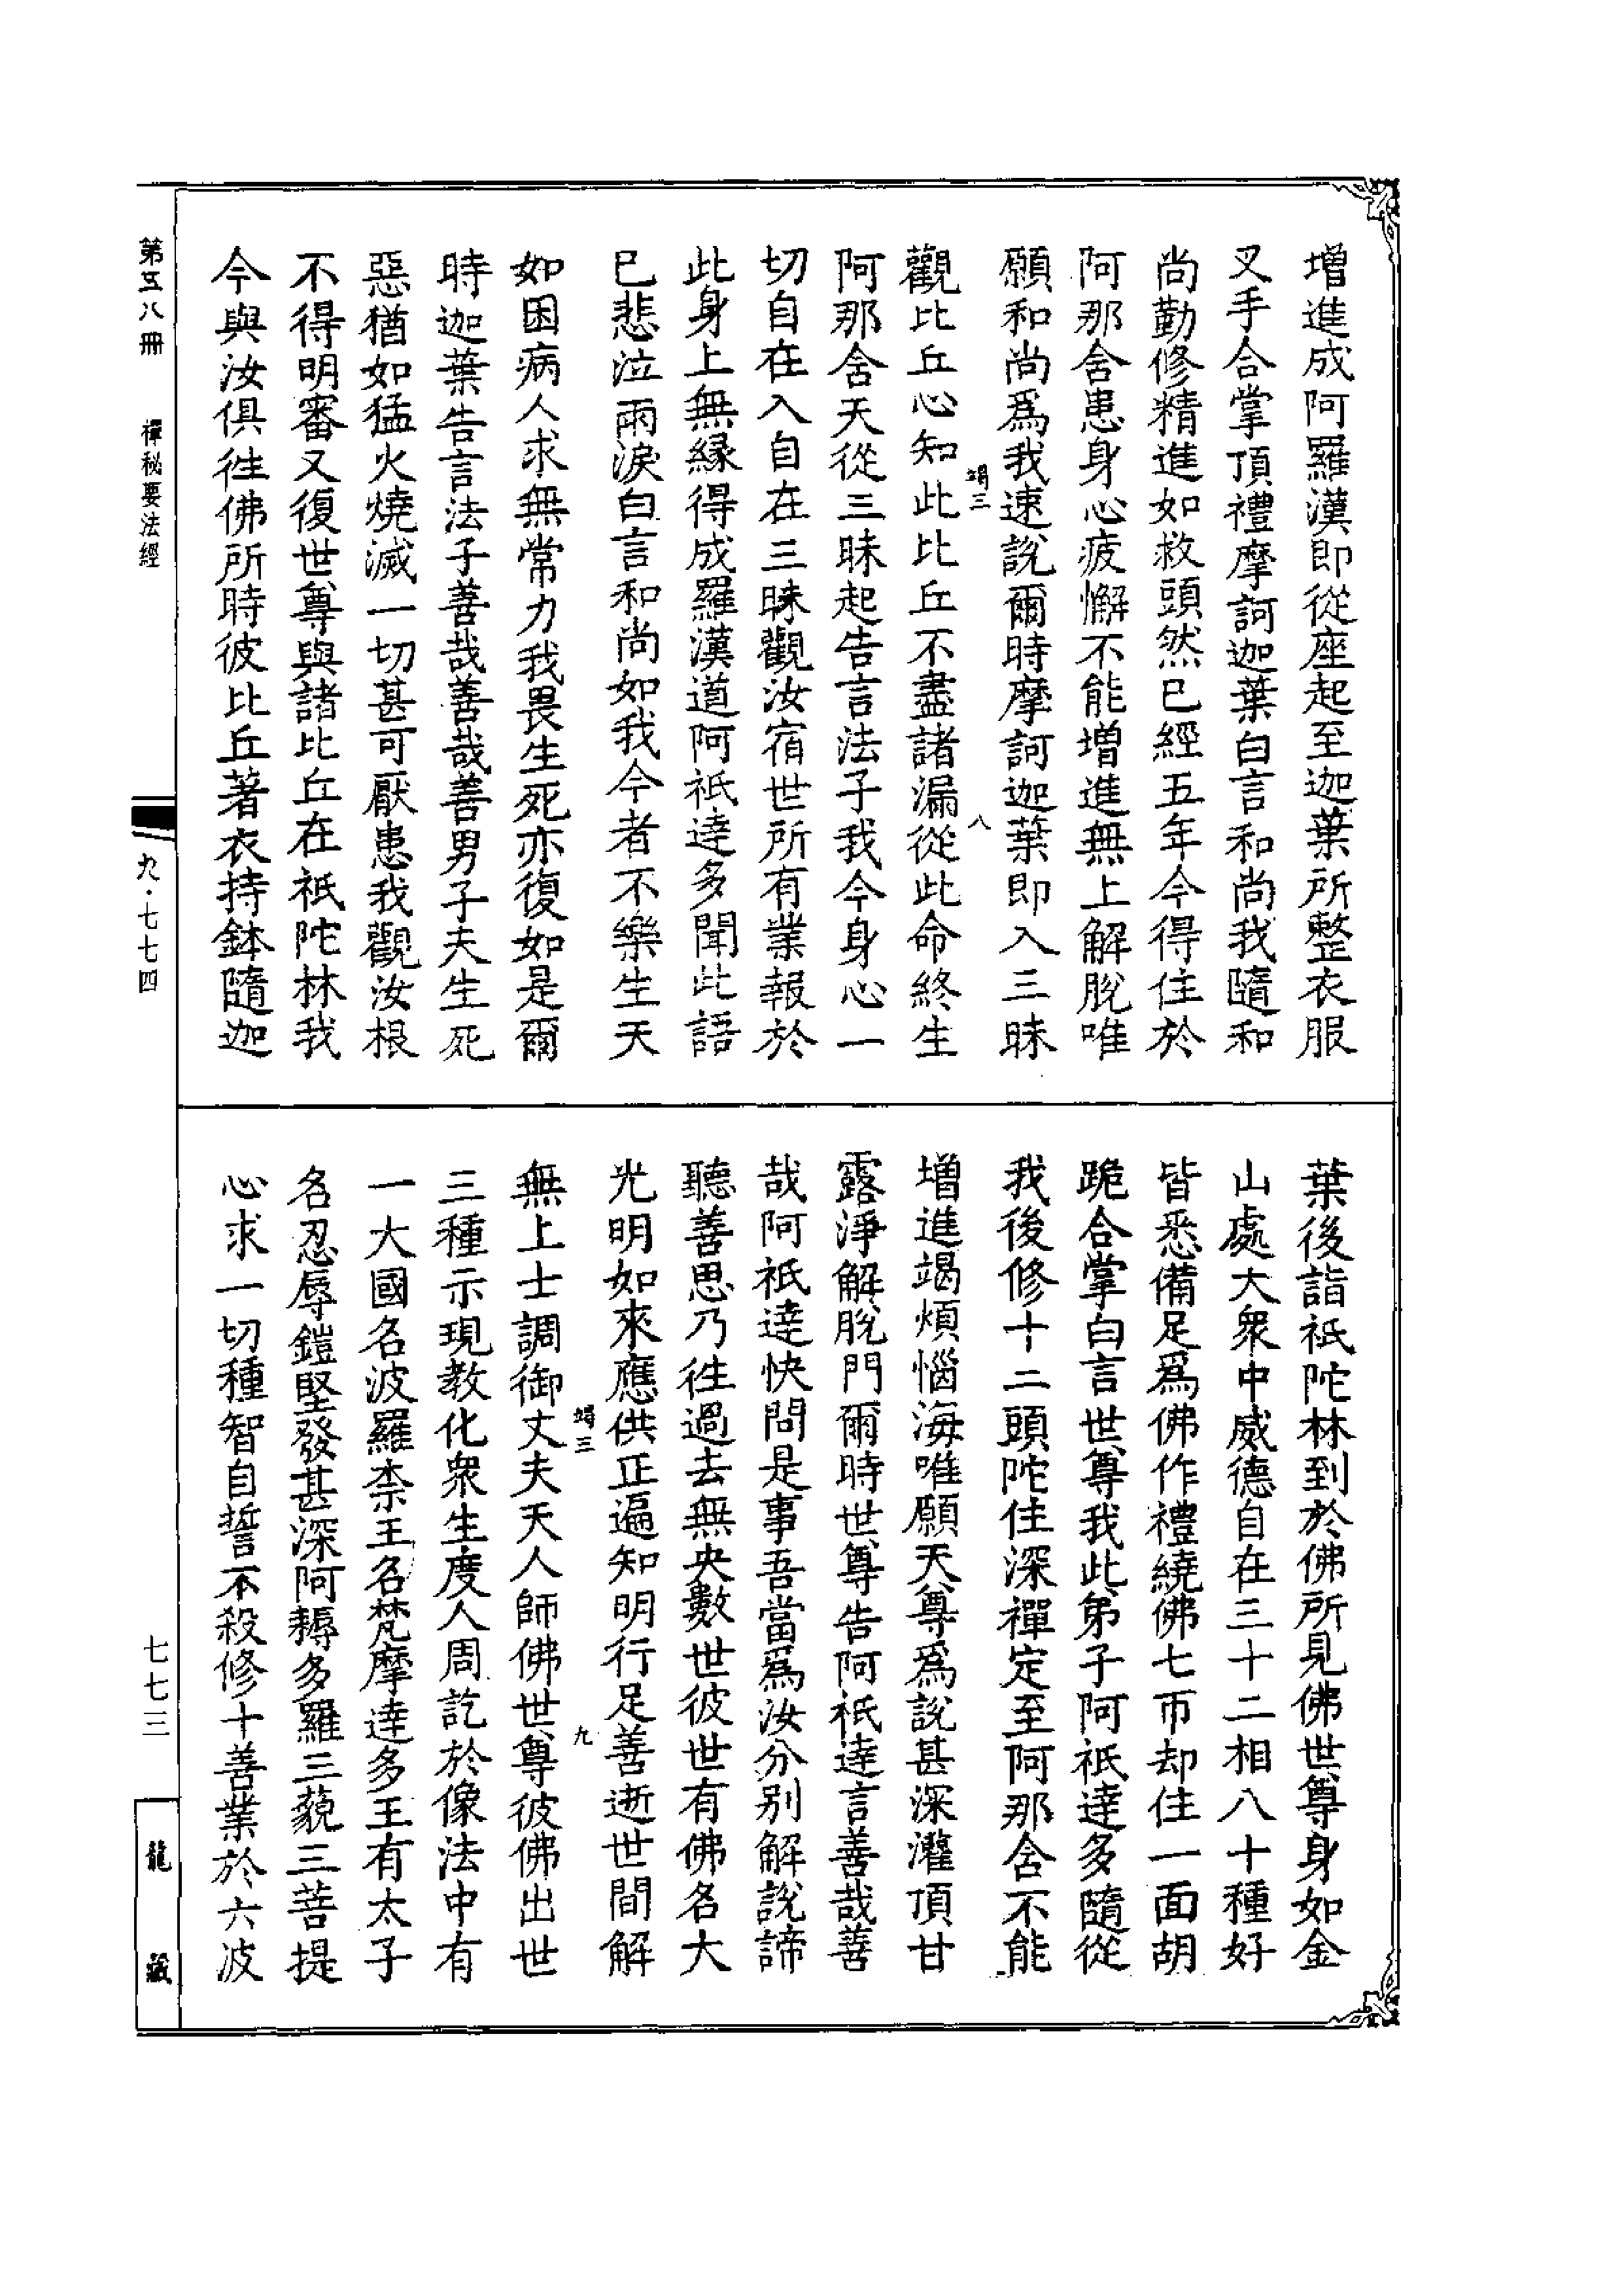 增進成阿羅漢即從座起至迦葉所整衣服
叉手合掌頂禮摩訶迦葉白言和尚我隨和
尚勤修精進如救頭然已經五年今得住於
阿那舍患身心疲懈不能增進無上解脫唯
願和尚爲我速說爾時摩訶迦葉即入三昧
竭三 八
觀比丘心知此比丘不盡諸漏從此命終生
阿那舍天從三昧起告言法子我今身心一
切自在入自在三昧觀汝宿世所有業報於
此身上無緣得成羅漢道阿祇達多聞此語
已悲泣雨淚白言和尚如我今者不樂生天
如困病人求無常力我畏生死亦復如是爾
時迦葉告言法子善哉善哉善男子夫生死
惡猶如猛火燒滅一切甚可厭患我觀汝根
不得明審又復世尊與諸比丘在祇陀林我
今與汝俱往佛所時彼比丘著衣持鉢隨迦
葉後詣祇陀林到於佛所見佛世尊身如金
山處大衆中威德自在三十二相八十種好
皆悉備足爲佛作禮繞佛七帀却住一面胡
跪合掌白言世尊我此弟子阿祇達多隨從
我後修十二頭陀住深禪定至阿那含不能
增進竭煩惱海唯願天尊爲說甚深灌頂甘
露淨解脫門爾時世尊告阿祇達言善哉善
哉阿祇達快問是事吾當爲汝分别解說諦
聽善思乃往過去無央數世彼世有佛名大
光明如來應供正遍知明行足善逝世間解
竭三 九
無上士調御丈夫天人師佛世尊彼佛出世
三種示現教化衆生度人周訖於像法中有
一大國名波羅柰王名梵摩達多王有太子
名忍辱鎧堅發甚深阿耨多羅三藐三菩提
心求一切種智自誓不殺修十善業於六波
第五八冊 禪秘要法經
九·七七四
七七三
龍藏